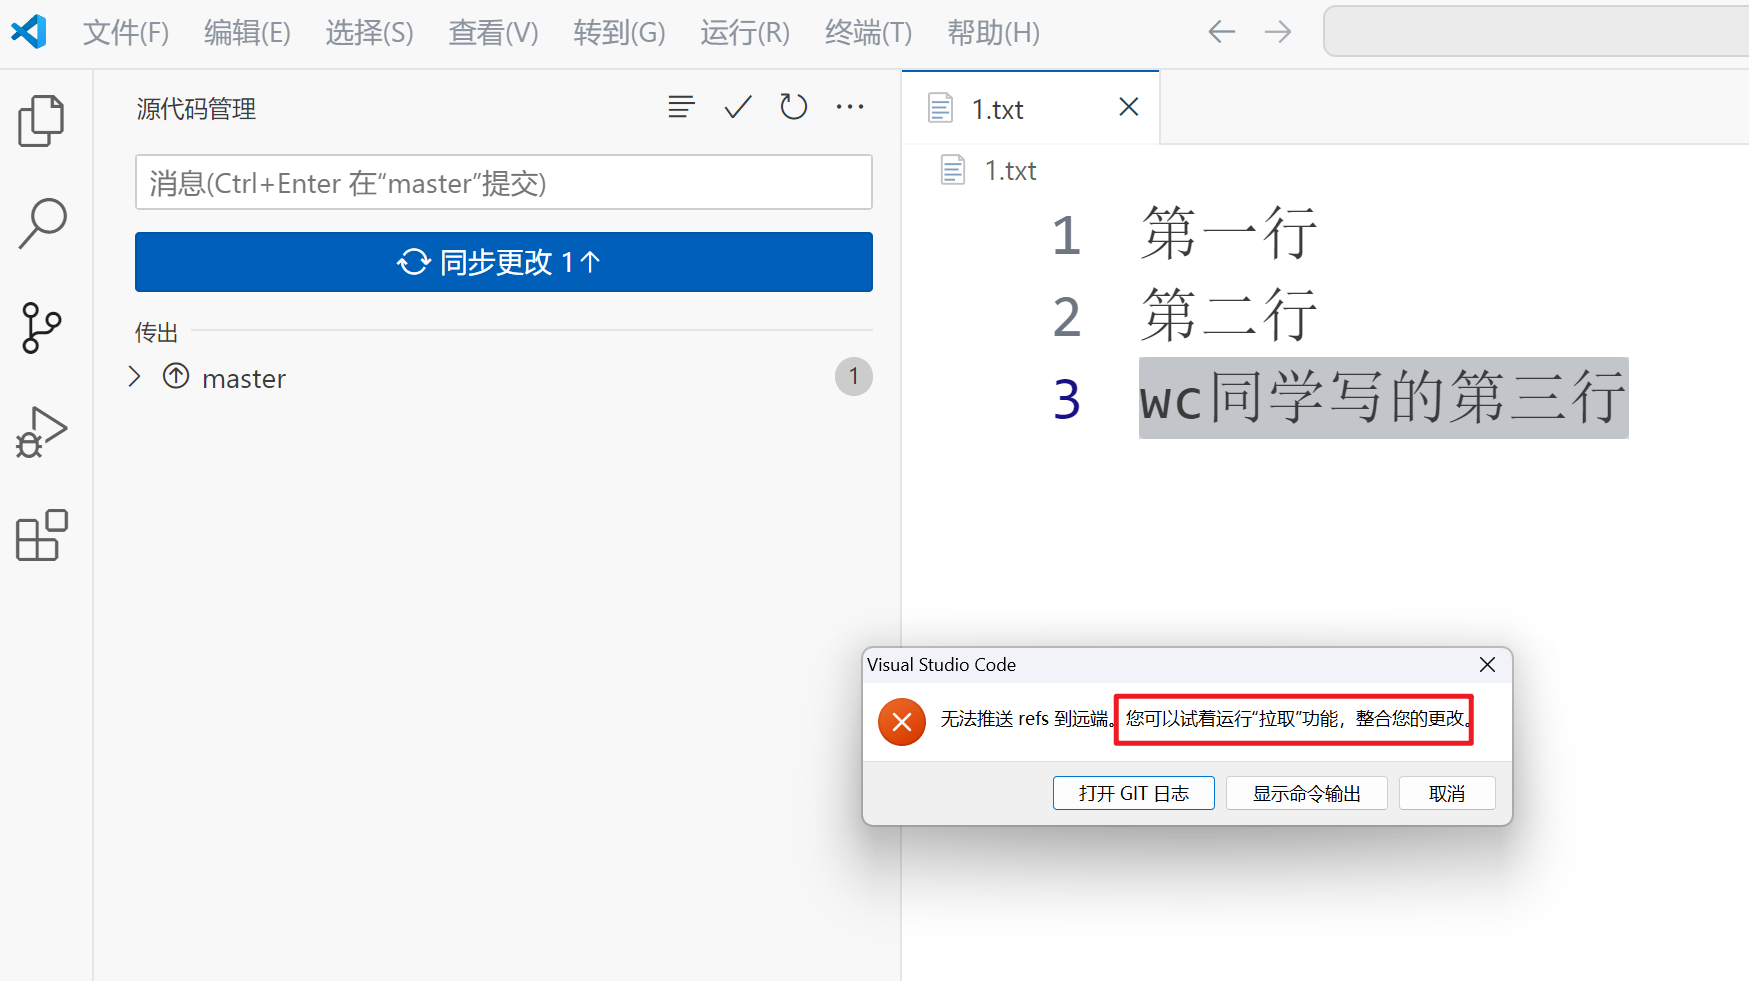 文件(F) 编辑(E) 选择(S) 查看(V) 转到(G) 运行(R) 终端(T) 帮助(H)
源代码管理
消息(Ctrl+Enter 在“master”提交)
同步更改 1↑
传出
master 1
1.txt
1.txt
1 第一行
2 第二行
3 wc同学写的第三行
Visual Studio Code
无法推送 refs 到远端。您可以试着运行“拉取”功能，整合您的更改。
打开 GIT 日志 显示命令输出 取消